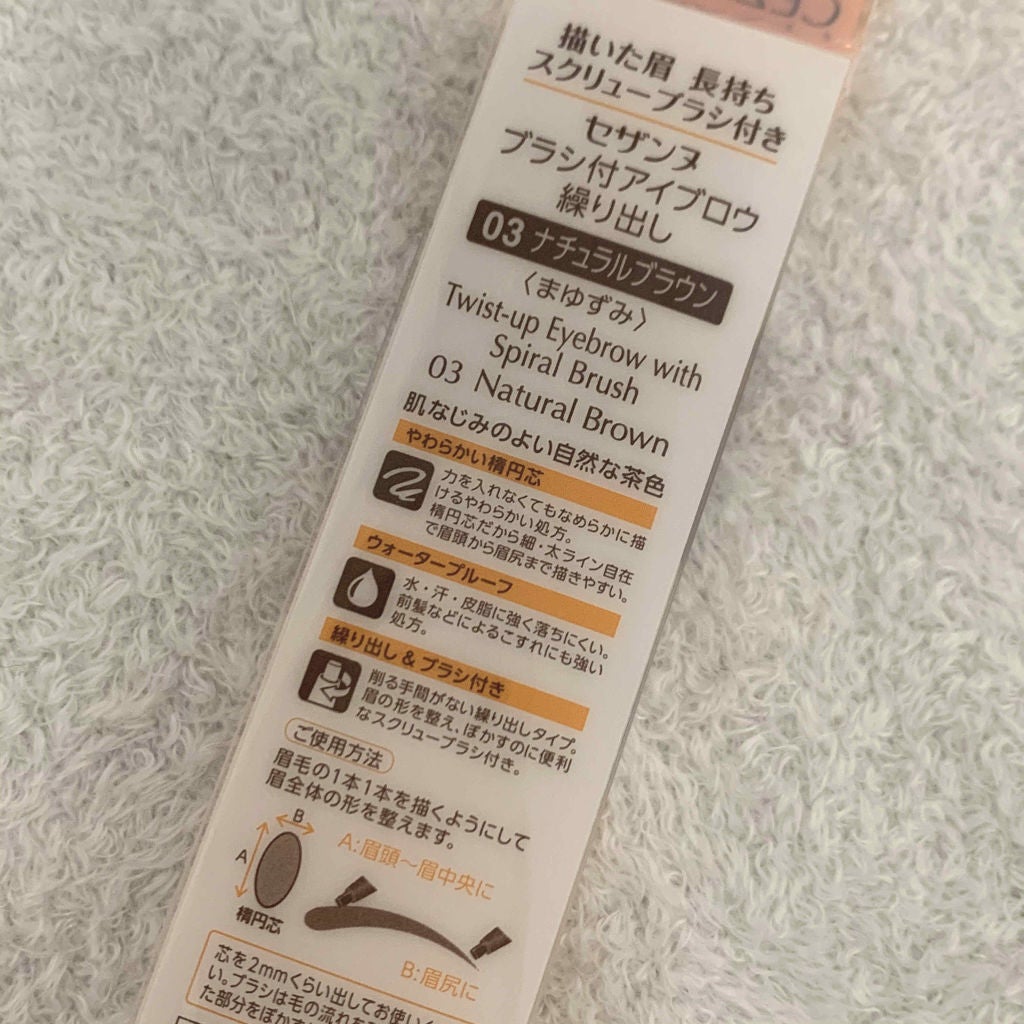 描いた眉 長持ち
スクリューブラシ付き
セザンヌ
ブラシ付アイブロウ
繰り出し
03 ナチュラルブラウン
〈まゆずみ〉
Twist-up Eyebrow with
Spiral Brush
03 Natural Brown
肌なじみのよい自然な茶色
やわらかい楕円芯
力を入れなくてもなめらかに描
けるやわらかい処方。
楕円芯だから細・太ライン自在
で眉頭から眉尻まで描きやすい。
ウォータープルーフ
水・汗・皮脂に強く落ちにくい。
前髪などによるこすれにも強い
処方。
繰り出し & ブラシ付き
削る手間がない繰り出しタイプ。
眉の形を整え、ぼかすのに便利
なスクリューブラシ付き。
ご使用方法
眉毛の1本1本を描くようにして
眉全体の形を整えます。
B
A
楕円芯
A:眉頭〜眉中央に
B:眉尻に
芯を2mmくらい出してお使いく
い。ブラシは毛の流れを
た部分をぼかす